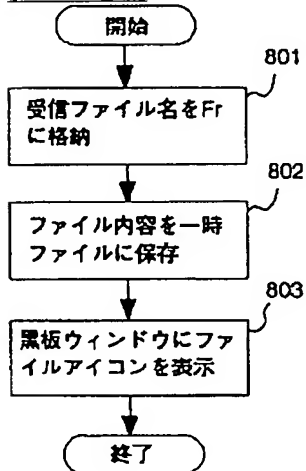 開始
801
受信ファイル名をFr
に格納
802
ファイル内容を一時
ファイルに保存
803
黒板ウィンドウにファ
イルアイコンを表示
終了